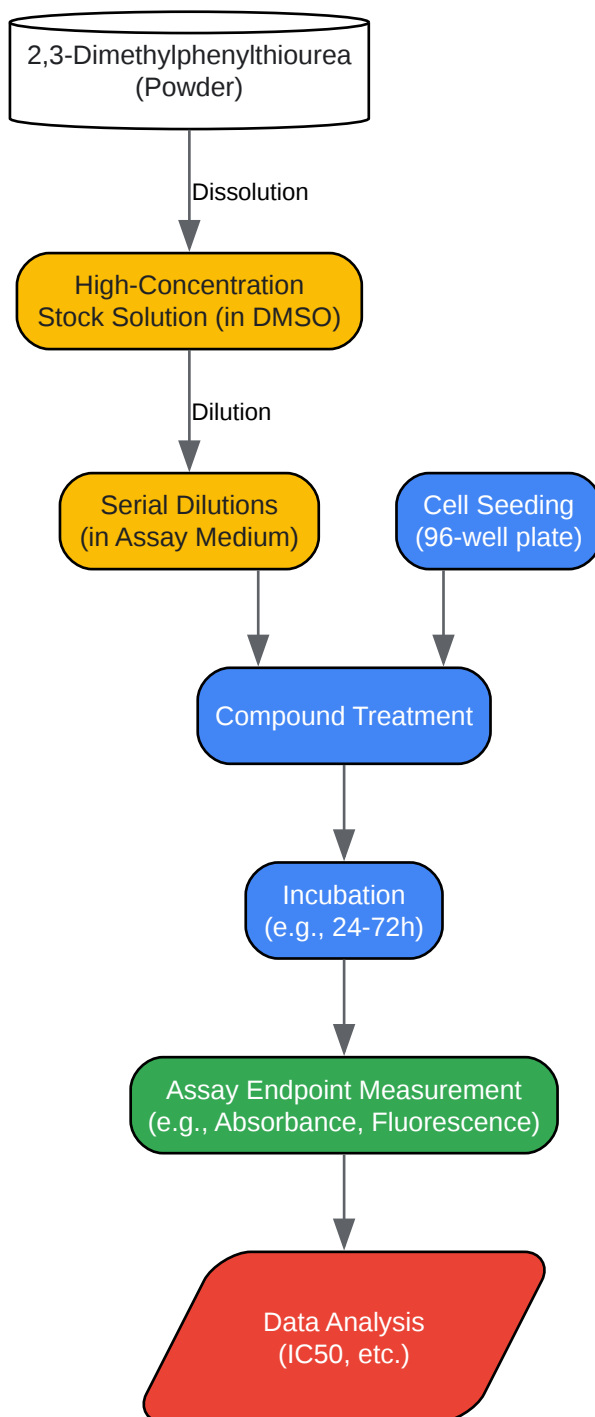 2,3-Dimethylphenylthiourea
(Powder)
Dissolution
High-Concentration
Stock Solution (in DMSO)
Dilution
Serial Dilutions
(in Assay Medium)
Cell Seeding
(96-well plate)
Compound Treatment
Incubation
(e.g., 24-72h)
Assay Endpoint Measurement
(e.g., Absorbance, Fluorescence)
Data Analysis
(IC50, etc.)